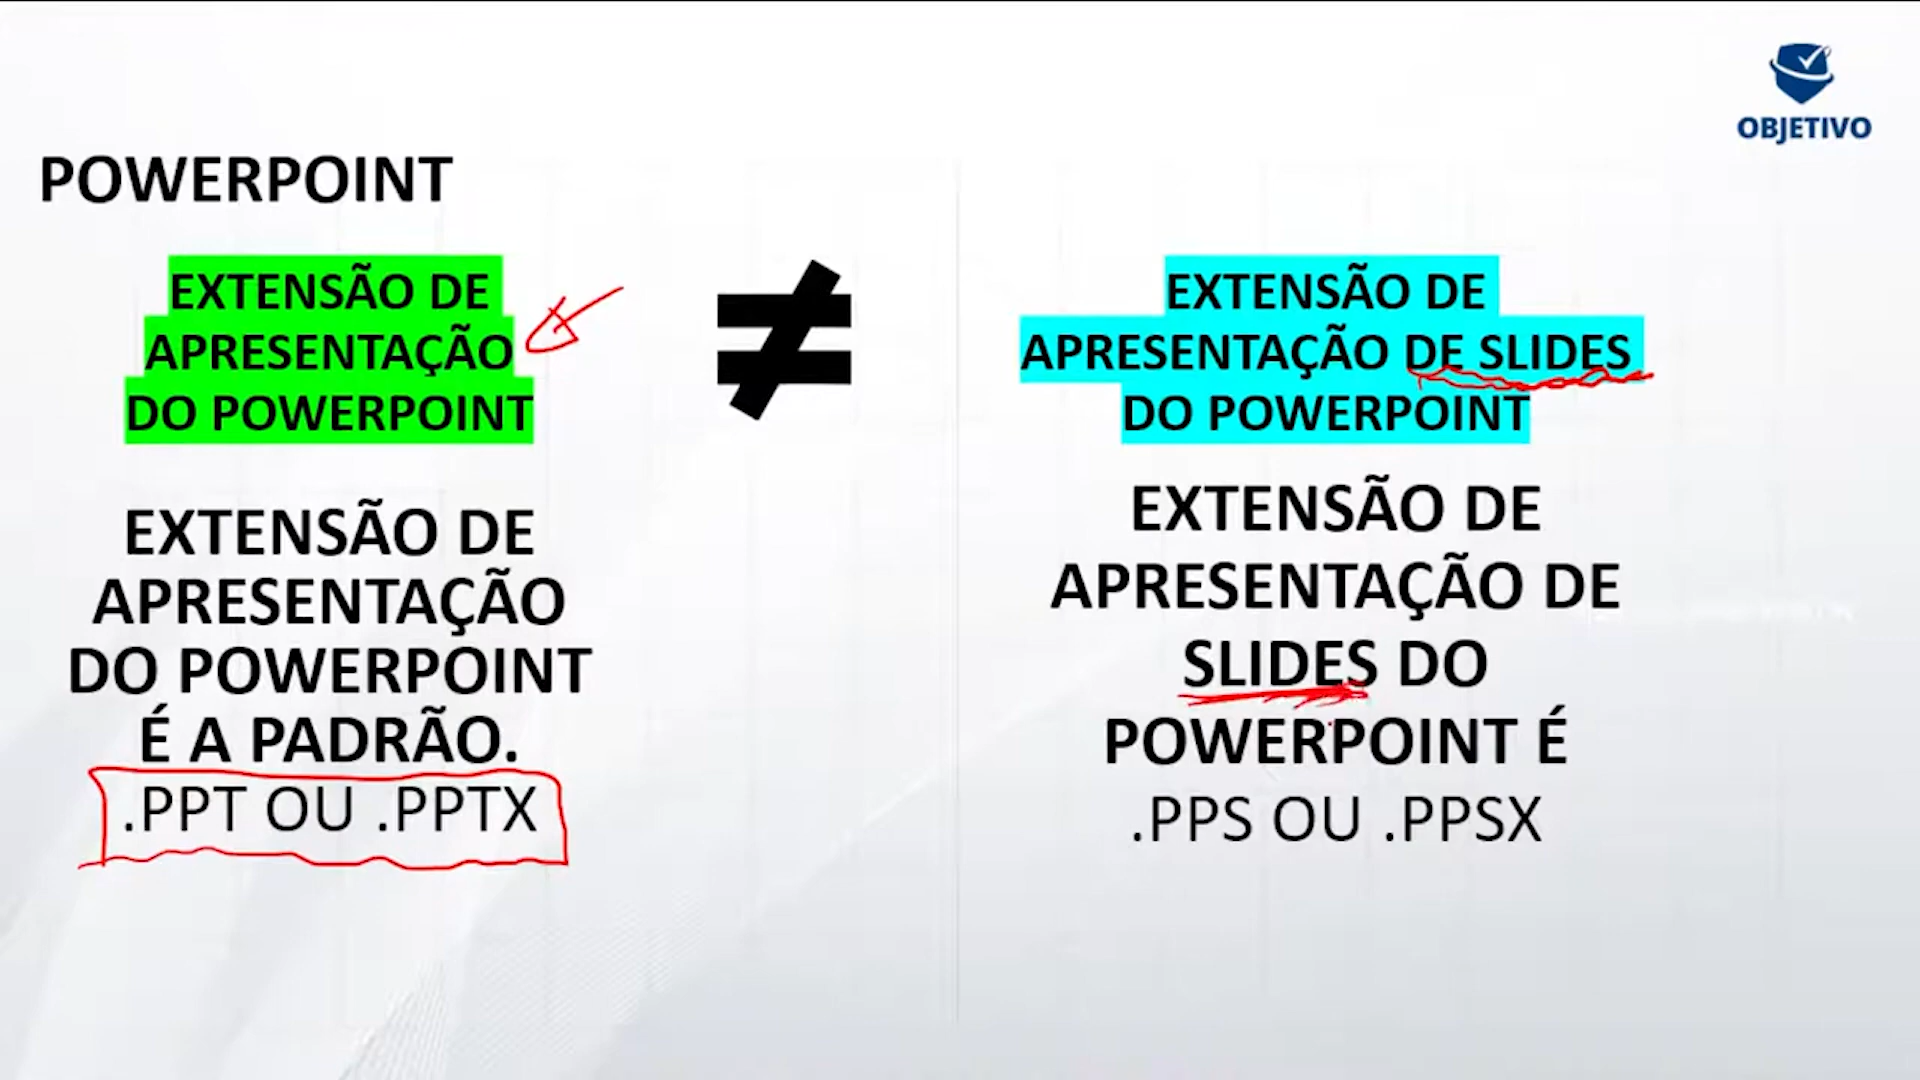 OBJETIVO
POWERPOINT
EXTENSÃO DE
APRESENTAÇÃO
DO POWERPOINT
≠
EXTENSÃO DE
APRESENTAÇÃO DE SLIDES
DO POWERPOINT
EXTENSÃO DE
APRESENTAÇÃO
DO POWERPOINT
É A PADRÃO.
.PPT OU .PPTX
EXTENSÃO DE
APRESENTAÇÃO DE
SLIDES DO
POWERPOINT É
.PPS OU .PPSX